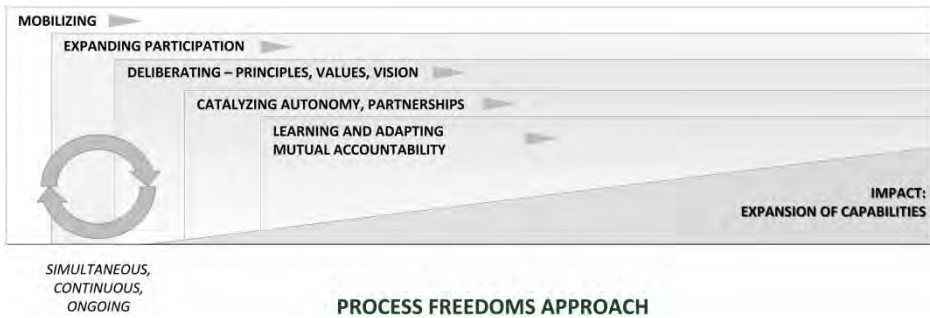 MOBILIZING
EXPANDING PARTICIPATION
DELIBERATING – PRINCIPLES, VALUES, VISION
CATALYZING AUTONOMY, PARTNERSHIPS
LEARNING AND ADAPTING
MUTUAL ACCOUNTABILITY
IMPACT:
EXPANSION OF CAPABILITIES
SIMULTANEOUS,
CONTINUOUS,
ONGOING
PROCESS FREEDOMS APPROACH